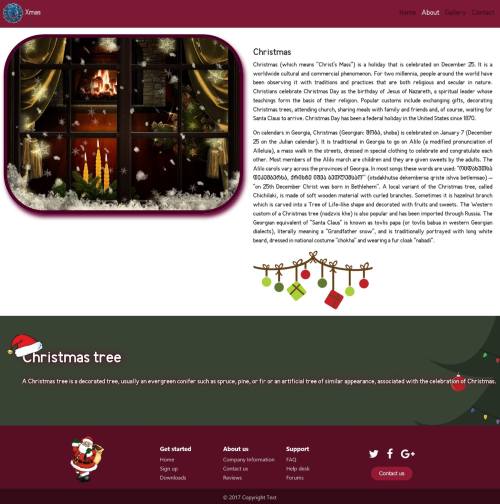 Xmas
Home About Gallery Contact
Christmas
Christmas (which means "Christ's Mass") is a holiday that is celebrated on December 25. It is a
worldwide cultural and commercial phenomenon. For two millennia, people around the world have
been observing it with traditions and practices that are both religious and secular in nature.
Christians celebrate Christmas Day as the birthday of Jesus of Nazareth, a spiritual leader whose
teachings form the basis of their religion. Popular customs include exchanging gifts, decorating
Christmas trees, attending church, sharing meals with family and friends and, of course, waiting for
Santa Claus to arrive. Christmas Day has been a federal holiday in the United States since 1870.
On calendars in Georgia, Christmas (Georgian: შობა, shoba) is celebrated on January 7 (December
25 on the Julian calendar). It is traditional in Georgia to go on Alilo (a modified pronunciation of
Alleluia), a mass walk in the streets, dressed in special clothing to celebrate and congratulate each
other. Most members of the Alilo march are children and they are given sweets by the adults. The
Alilo carols vary across the provinces of Georgia. In most songs these words are used:
(otsdakhutsa dekembersa qriste ishva betlemsao) –
"on 25th December Christ was born in Bethlehem". A local variant of the Christmas tree, called
Chichilaki, is made of soft wooden material with curled branches. Sometimes it is hazelnut branch
which is carved into a Tree of Life-like shape and decorated with fruits and sweets. The Western
custom of a Christmas tree (nadzvis khe) is also popular and has been imported through Russia. The
Georgian equivalent of "Santa Claus" is known as tovlis papa (or tovlis babua in western Georgian
dialects), literally meaning a "Grandfather snow", and is traditionally portrayed with long white
beard, dressed in national costume "chokha" and wearing a fur cloak "nabadi".
Christmas tree
A Christmas tree is a decorated tree, usually an evergreen conifer such as spruce, pine, or fir or an artificial tree of similar appearance, associated with the celebration of Christmas.
Get started
Home
Sign up
Downloads
About us
Company Information
Contact us
Reviews
Support
FAQ
Help desk
Forums
Contact us
© 2017 Copyright Text